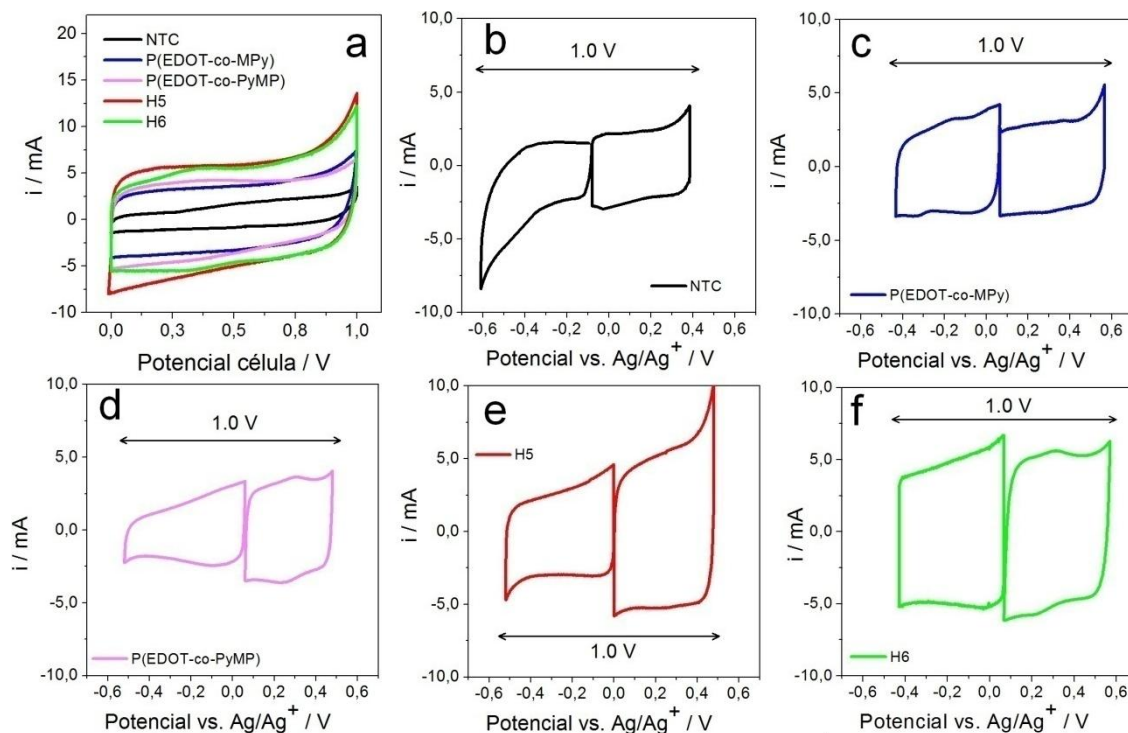 a
NTC
P(EDOT-co-MPy)
P(EDOT-co-PyMP)
H5
H6
20
15
10
5
0
-5
-10
i / mA
0,0 0,3 0,5 0,8 1,0
Potencial célula / V
b
1.0 V
10,0
5,0
0,0
-5,0
-10,0
i / mA
NTC
-0,6 -0,4 -0,2 0,0 0,2 0,4 0,6
Potencial vs. Ag/Ag⁺ / V
c
1.0 V
10,0
5,0
0,0
-5,0
-10,0
i / mA
P(EDOT-co-MPy)
-0,6 -0,4 -0,2 0,0 0,2 0,4 0,6
Potencial vs. Ag/Ag⁺ / V
d
1.0 V
10,0
5,0
0,0
-5,0
-10,0
i / mA
P(EDOT-co-PyMP)
-0,6 -0,4 -0,2 0,0 0,2 0,4 0,6
Potencial vs. Ag/Ag⁺ / V
e
H5
10,0
5,0
0,0
-5,0
-10,0
i / mA
1.0 V
-0,6 -0,4 -0,2 0,0 0,2 0,4 0,6
Potencial vs. Ag/Ag⁺ / V
f
1.0 V
10,0
5,0
0,0
-5,0
-10,0
i / mA
H6
-0,6 -0,4 -0,2 0,0 0,2 0,4 0,6
Potencial vs. Ag/Ag⁺ / V